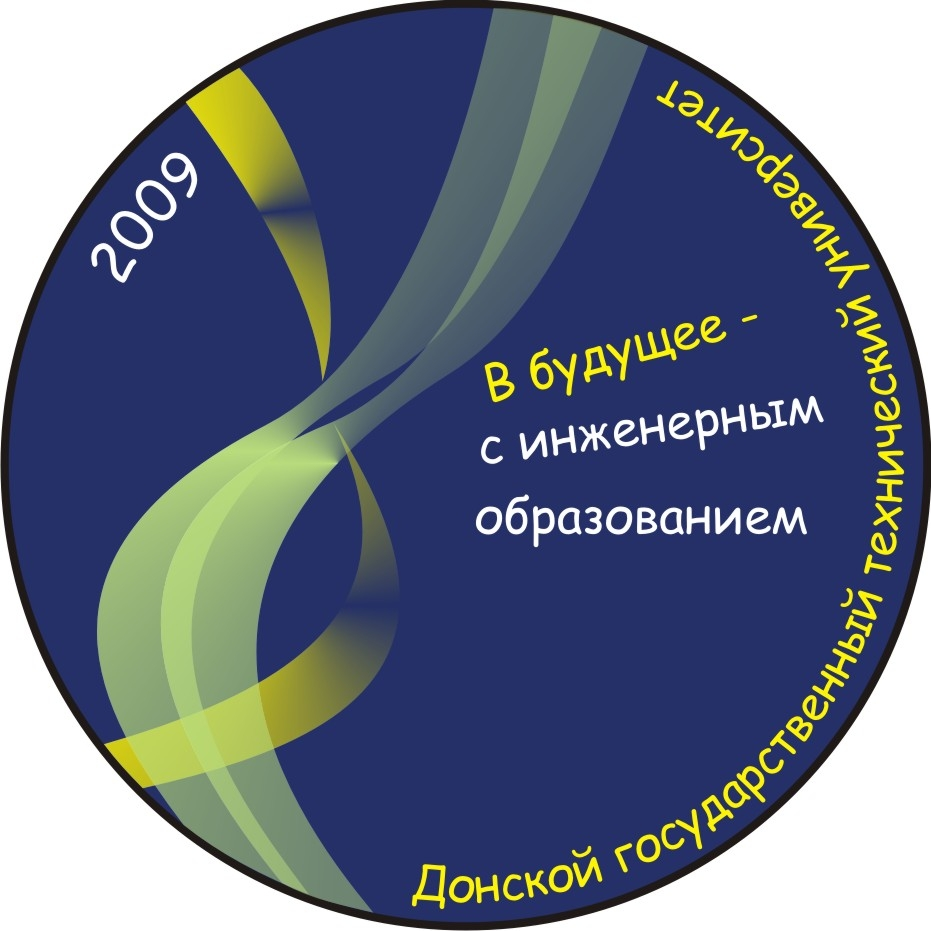 2009
В будущее -
с инженерным
образованием
Донской государственный технический университет